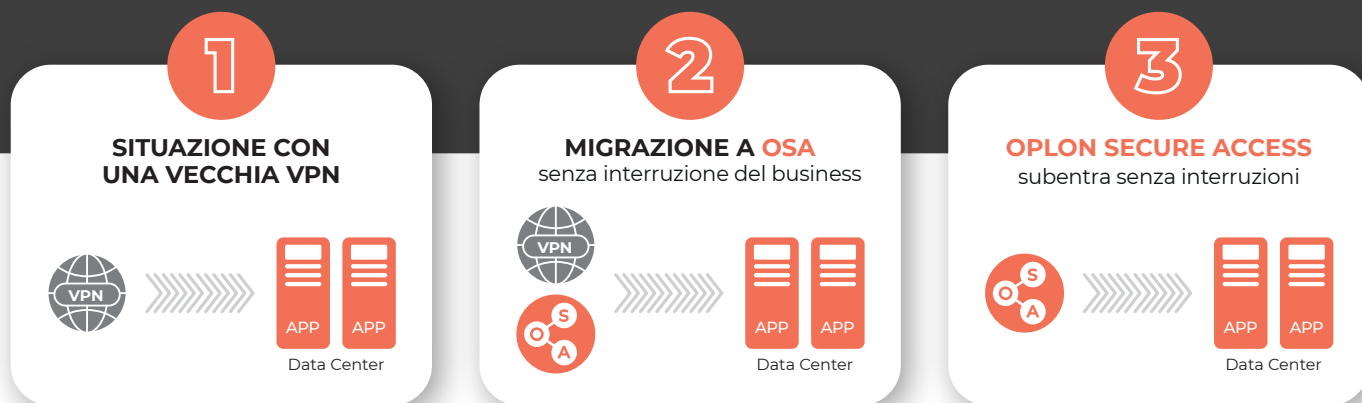 1
SITUAZIONE CON
UNA VECCHIA VPN
VPN
APP
APP
Data Center
2
MIGRAZIONE A OSA
senza interruzione del business
VPN
O S A
APP
APP
Data Center
3
OPLON SECURE ACCESS
subentra senza interruzioni
O S A
APP
APP
Data Center